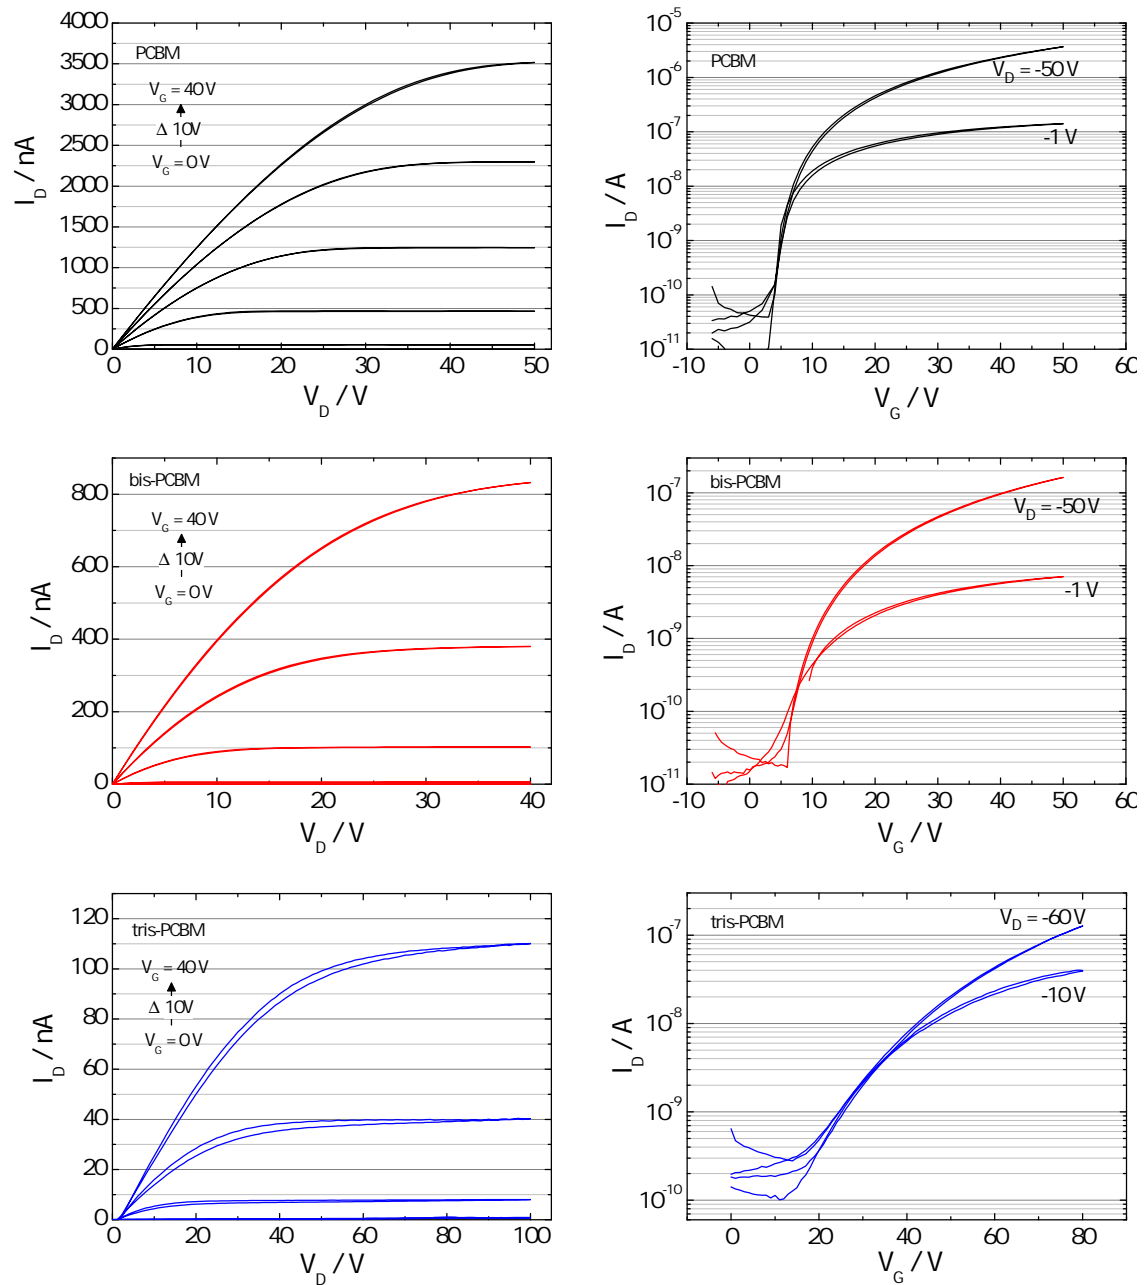 4000
3500
3000
2500
2000
1500
1000
500
0
I_D / nA
PCBM
V_G = 40 V
Δ 10V
V_G = 0 V
0 10 20 30 40 50
V_D / V
10^-5
10^-6
10^-7
10^-8
10^-9
10^-10
10^-11
I_D / A
PCBM
V_D = -50 V
-1 V
-10 0 10 20 30 40 50 60
V_G / V
800
600
400
200
0
I_D / nA
bis-PCBM
V_G = 40 V
Δ 10V
V_G = 0 V
0 10 20 30 40
V_D / V
10^-7
10^-8
10^-9
10^-10
10^-11
I_D / A
bis-PCBM
V_D = -50 V
-1 V
-10 0 10 20 30 40 50 60
V_G / V
120
100
80
60
40
20
0
I_D / nA
tris-PCBM
V_G = 40 V
Δ 10V
V_G = 0 V
0 20 40 60 80 100
V_D / V
10^-7
10^-8
10^-9
10^-10
I_D / A
tris-PCBM
V_D = -60 V
-10 V
0 20 40 60 80
V_G / V